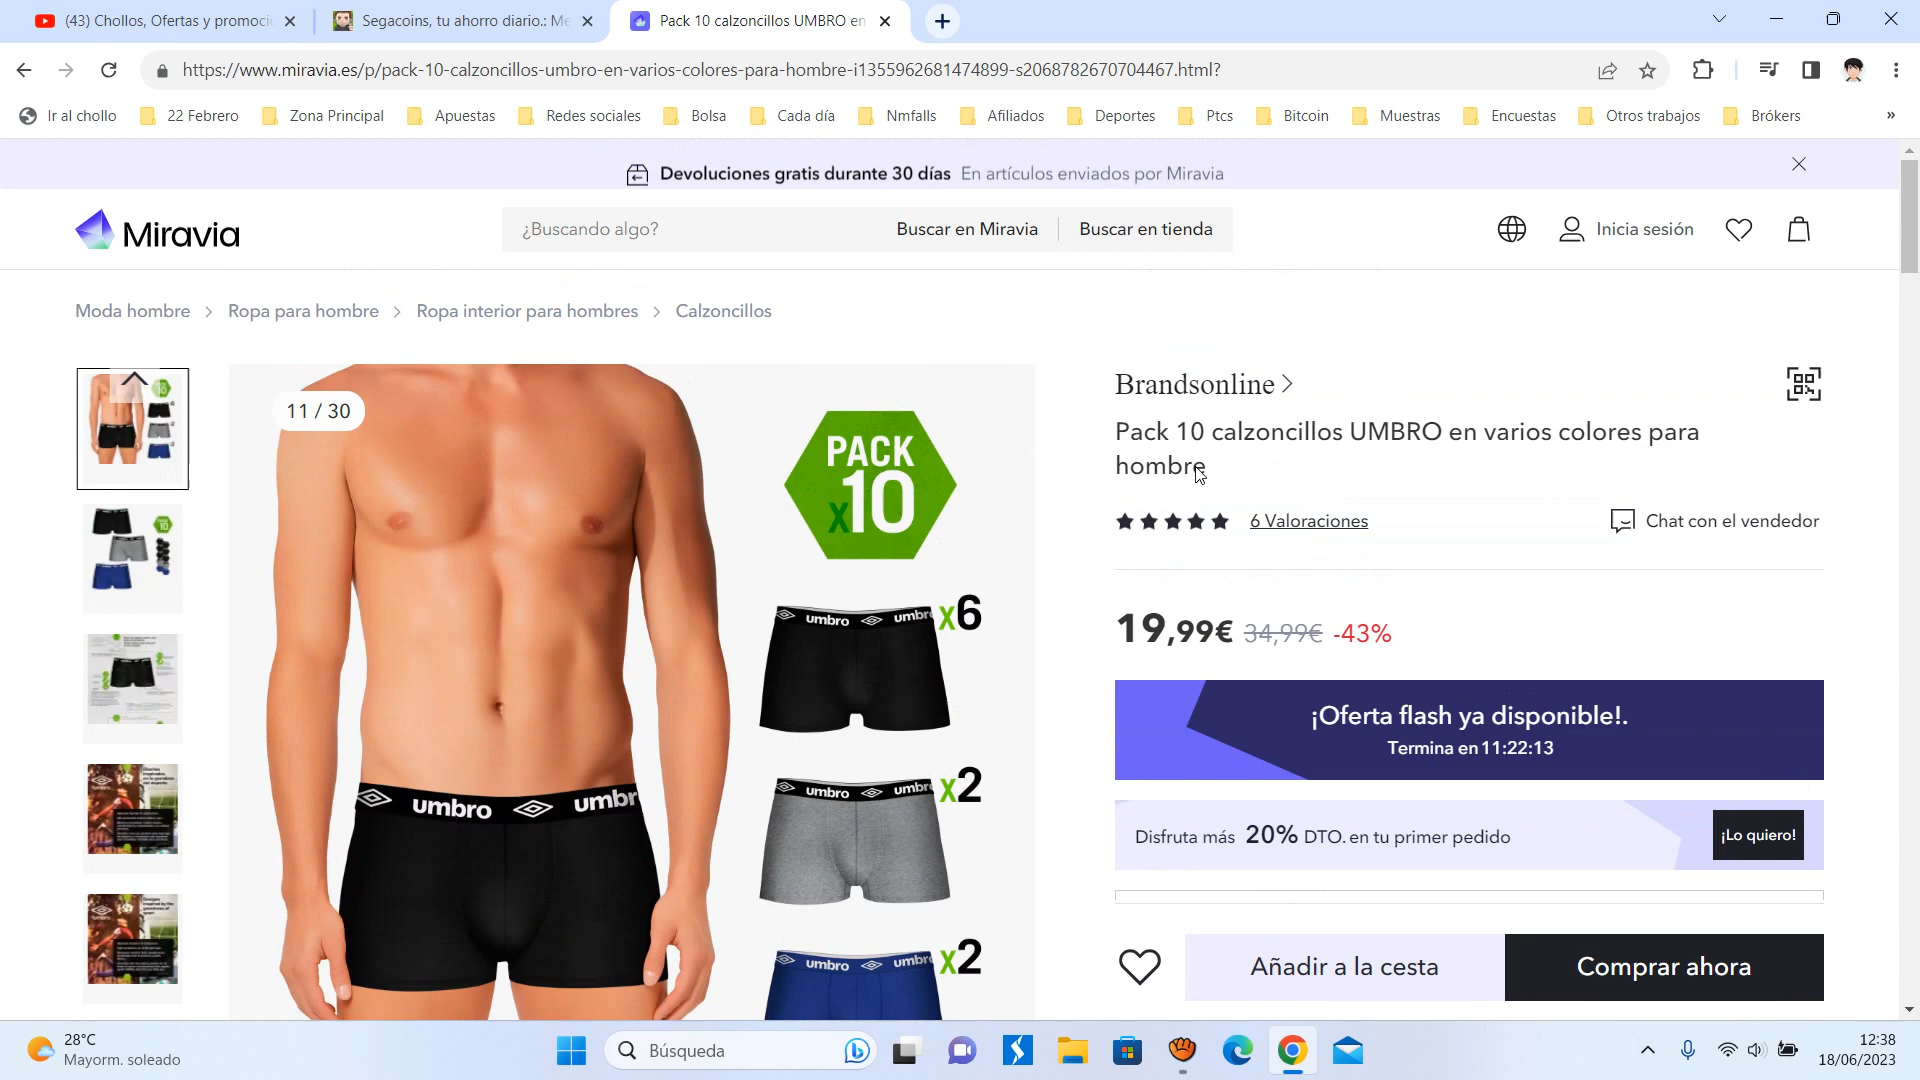 (43) Chollos, Ofertas y promoci
Segacoins, tu ahorro diario.: Me
Pack 10 calzoncillos UMBRO en
https://www.miravia.es/p/pack-10-calzoncillos-umbro-en-varios-colores-para-hombre-i1355962681474899-s2068782670704467.html?
Ir al chollo
22 Febrero
Zona Principal
Apuestas
Redes sociales
Bolsa
Cada día
Nmfalls
Afiliados
Deportes
Ptcs
Bitcoin
Muestras
Encuestas
Otros trabajos
Brókers
»
Devoluciones gratis durante 30 días En artículos enviados por Miravia
Miravia
¿Buscando algo?
Buscar en Miravia
Buscar en tienda
Inicia sesión
Moda hombre > Ropa para hombre > Ropa interior para hombres > Calzoncillos
11 / 30
PACK
x10
umbro umbro x6
umbro umbro x2
umbro umbro x2
umbro umbr
Brandsonline >
Pack 10 calzoncillos UMBRO en varios colores para
hombre
6 Valoraciones
Chat con el vendedor
19,99€ 34,99€ -43%
¡Oferta flash ya disponible!.
Termina en 11:22:13
Disfruta más 20% DTO. en tu primer pedido
¡Lo quiero!
Añadir a la cesta
Comprar ahora
28°C
Mayorm. soleado
Búsqueda
12:38
18/06/2023